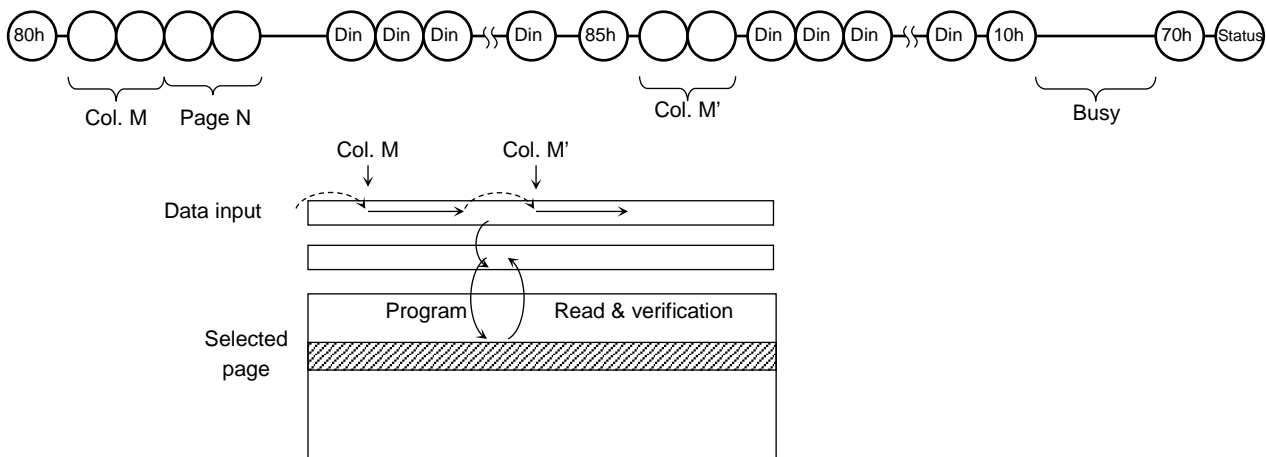 80h Din Din Din Din 85h Din Din Din Din 10h 70h Status
Col. M Page N Col. M’ Busy
Col. M Col. M’
Data input
Program Read & verification
Selected
page